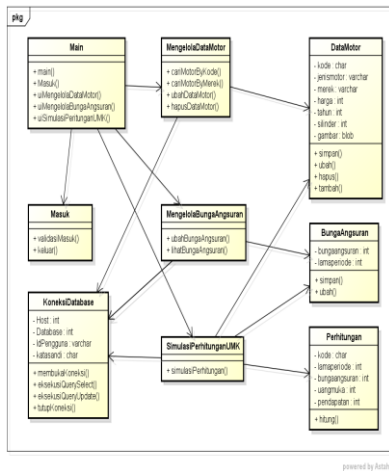 pkg
Main
+ main()
+ Masuk()
+ uiMengelolaDataMotor()
+ uiMengelolaBungaAngsuran()
+ uiSimulasiPeritunganUMK()
MengelolaDataMotor
+ cariMotorByKode()
+ cariMotorByMerek()
+ ubahDataMotor()
+ hapusDataMotor()
DataMotor
- kode : char
- jenismotor : varchar
- merek : varchar
- harga : int
- tahun : int
- silinder : int
- gambar : blob
+ simpan()
+ ubah()
+ hapus()
+ tambah()
Masuk
+ validasiMasuk()
+ keluar()
MengelolaBungaAngsuran
+ ubahBungaAngsuran()
+ lihatBungaAngsuran()
BungaAngsuran
- bungaangsuran : int
- lamaperiode : int
+ simpan()
+ ubah()
KoneksiDatabase
- Host : int
- Database : int
- IdPengguna : varchar
- katasandi : char
+ membukaKoneksi()
+ eksekusiQuerySelect()
+ eksekusiQueryUpdate()
+ tutupKoneksi()
SimulasiPerhitunganUMK
+ simulasiPerhitungan()
Perhitungan
- kode : char
- lamaperiode : int
- bungaangsuran : int
- uangmuka : int
- pendapatan : int
+ hitung()
powered by Astah